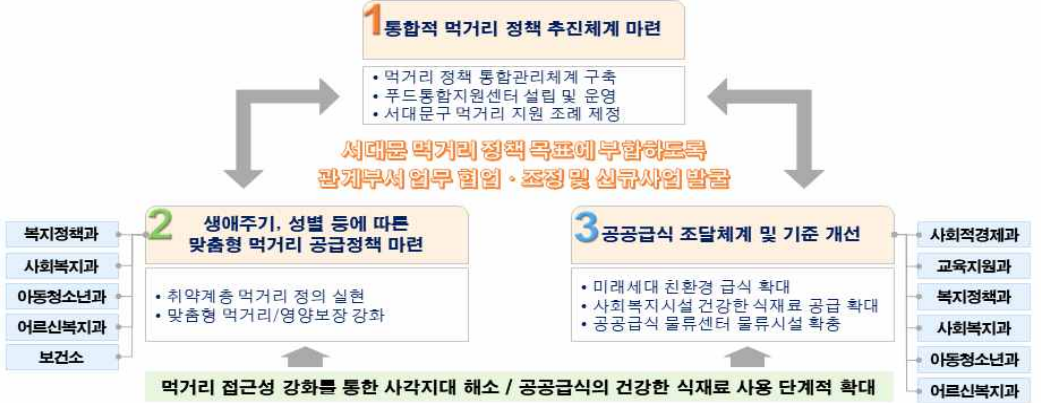 1 통합적 먹거리 정책 추진체계 마련
• 먹거리 정책 통합관리체계 구축
• 푸드통합지원센터 설립 및 운영
• 서대문구 먹거리 지원 조례 제정
서대문 먹거리 정책 목표에 부합하도록
관계부서 업무 협업 · 조정 및 신규사업 발굴
2 생애주기, 성별 등에 따른
맞춤형 먹거리 공급정책 마련
• 취약계층 먹거리 정의 실현
• 맞춤형 먹거리/영양보장 강화
복지정책과
사회복지과
아동청소년과
어르신복지과
보건소
3 공공급식 조달체계 및 기준 개선
• 미래세대 친환경 급식 확대
• 사회복지시설 건강한 식재료 공급 확대
• 공공급식 물류센터 물류시설 확충
사회적경제과
교육지원과
복지정책과
사회복지과
아동청소년과
어르신복지과
먹거리 접근성 강화를 통한 사각지대 해소 / 공공급식의 건강한 식재료 사용 단계적 확대